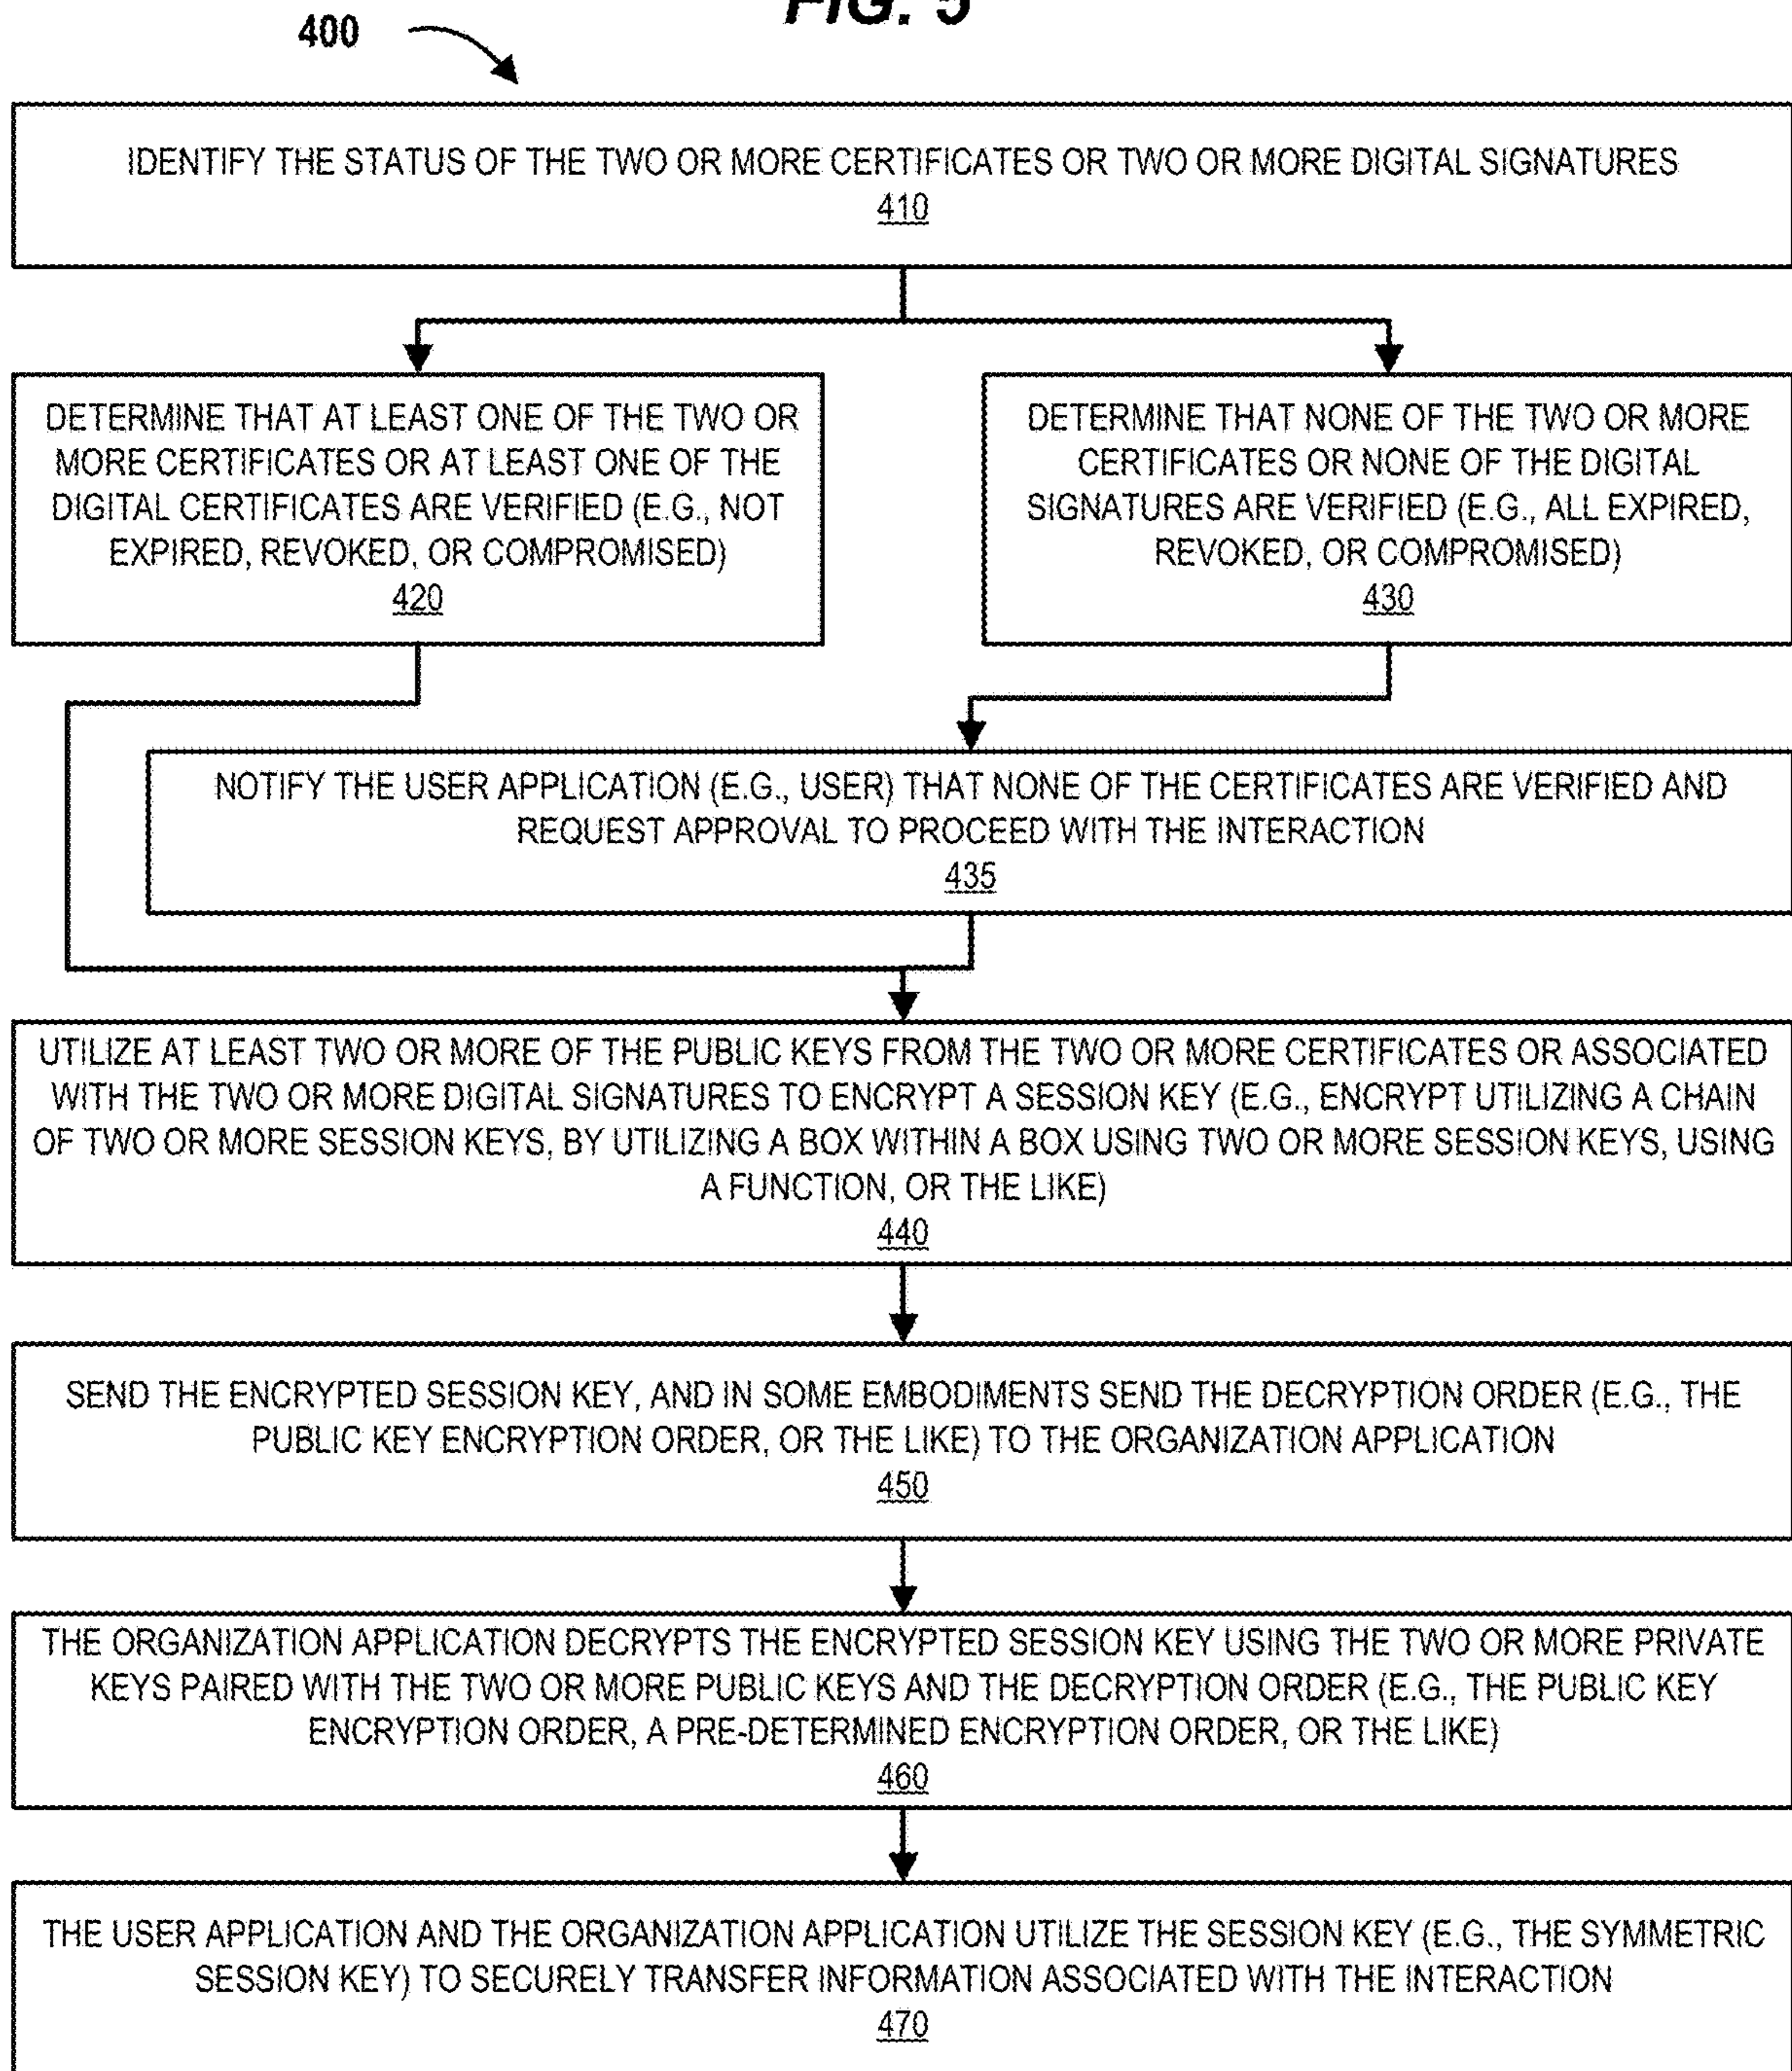 FIG. 5
400
IDENTIFY THE STATUS OF THE TWO OR MORE CERTIFICATES OR TWO OR MORE DIGITAL SIGNATURES
410
DETERMINE THAT AT LEAST ONE OF THE TWO OR
MORE CERTIFICATES OR AT LEAST ONE OF THE
DIGITAL CERTIFICATES ARE VERIFIED (E.G., NOT
EXPIRED, REVOKED, OR COMPROMISED)
420
DETERMINE THAT NONE OF THE TWO OR MORE
CERTIFICATES OR NONE OF THE DIGITAL
SIGNATURES ARE VERIFIED (E.G., ALL EXPIRED,
REVOKED, OR COMPROMISED)
430
NOTIFY THE USER APPLICATION (E.G., USER) THAT NONE OF THE CERTIFICATES ARE VERIFIED AND
REQUEST APPROVAL TO PROCEED WITH THE INTERACTION
435
UTILIZE AT LEAST TWO OR MORE OF THE PUBLIC KEYS FROM THE TWO OR MORE CERTIFICATES OR ASSOCIATED
WITH THE TWO OR MORE DIGITAL SIGNATURES TO ENCRYPT A SESSION KEY (E.G., ENCRYPT UTILIZING A CHAIN
OF TWO OR MORE SESSION KEYS, BY UTILIZING A BOX WITHIN A BOX USING TWO OR MORE SESSION KEYS, USING
A FUNCTION, OR THE LIKE)
440
SEND THE ENCRYPTED SESSION KEY, AND IN SOME EMBODIMENTS SEND THE DECRYPTION ORDER (E.G., THE
PUBLIC KEY ENCRYPTION ORDER, OR THE LIKE) TO THE ORGANIZATION APPLICATION
450
THE ORGANIZATION APPLICATION DECRYPTS THE ENCRYPTED SESSION KEY USING THE TWO OR MORE PRIVATE
KEYS PAIRED WITH THE TWO OR MORE PUBLIC KEYS AND THE DECRYPTION ORDER (E.G., THE PUBLIC KEY
ENCRYPTION ORDER, A PRE-DETERMINED ENCRYPTION ORDER, OR THE LIKE)
460
THE USER APPLICATION AND THE ORGANIZATION APPLICATION UTILIZE THE SESSION KEY (E.G., THE SYMMETRIC
SESSION KEY) TO SECURELY TRANSFER INFORMATION ASSOCIATED WITH THE INTERACTION
470